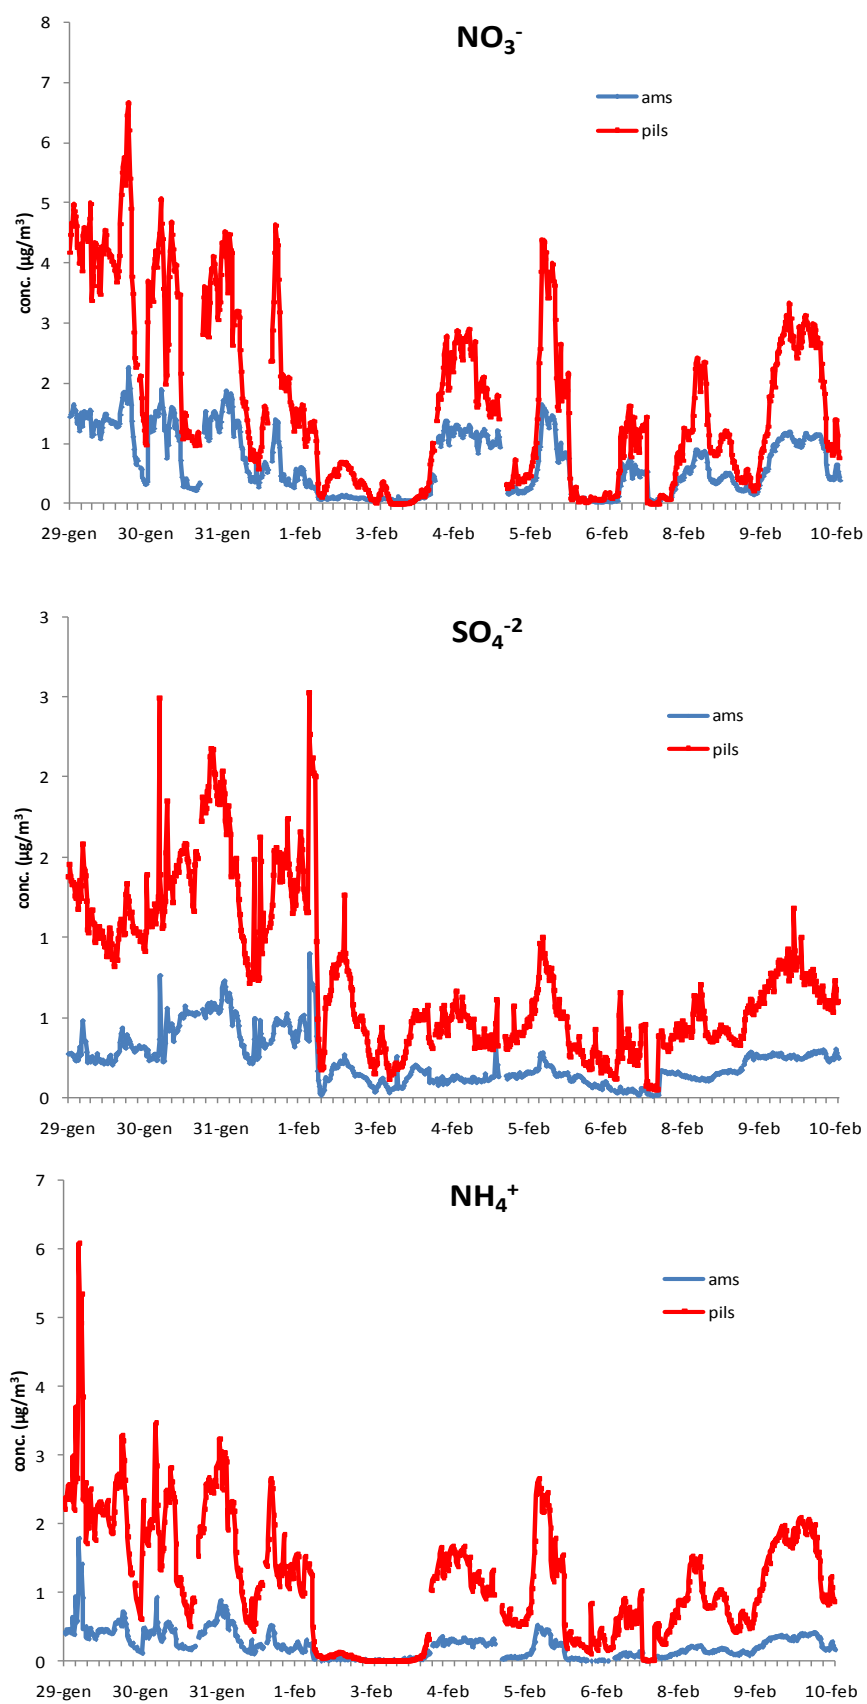 NO₃⁻
8
7
6
5
4
3
2
1
0
conc. (µg/m³)
ams
pils
29-gen 30-gen 31-gen 1-feb 3-feb 4-feb 5-feb 6-feb 8-feb 9-feb 10-feb
SO₄⁻²
3
3
2
2
1
1
0
conc. (µg/m³)
ams
pils
29-gen 30-gen 31-gen 1-feb 3-feb 4-feb 5-feb 6-feb 8-feb 9-feb 10-feb
NH₄⁺
7
6
5
4
3
2
1
0
conc. (µg/m³)
ams
pils
29-gen 30-gen 31-gen 1-feb 3-feb 4-feb 5-feb 6-feb 8-feb 9-feb 10-feb